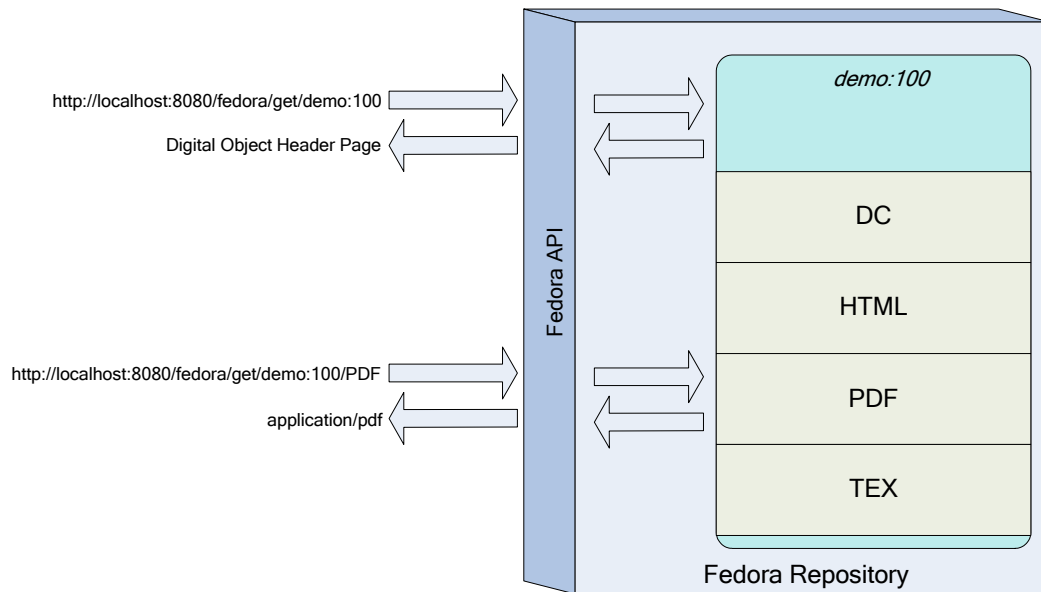 http://localhost:8080/fedora/get/demo:100
Digital Object Header Page
http://localhost:8080/fedora/get/demo:100/PDF
application/pdf
Fedora API
demo:100
DC
HTML
PDF
TEX
Fedora Repository